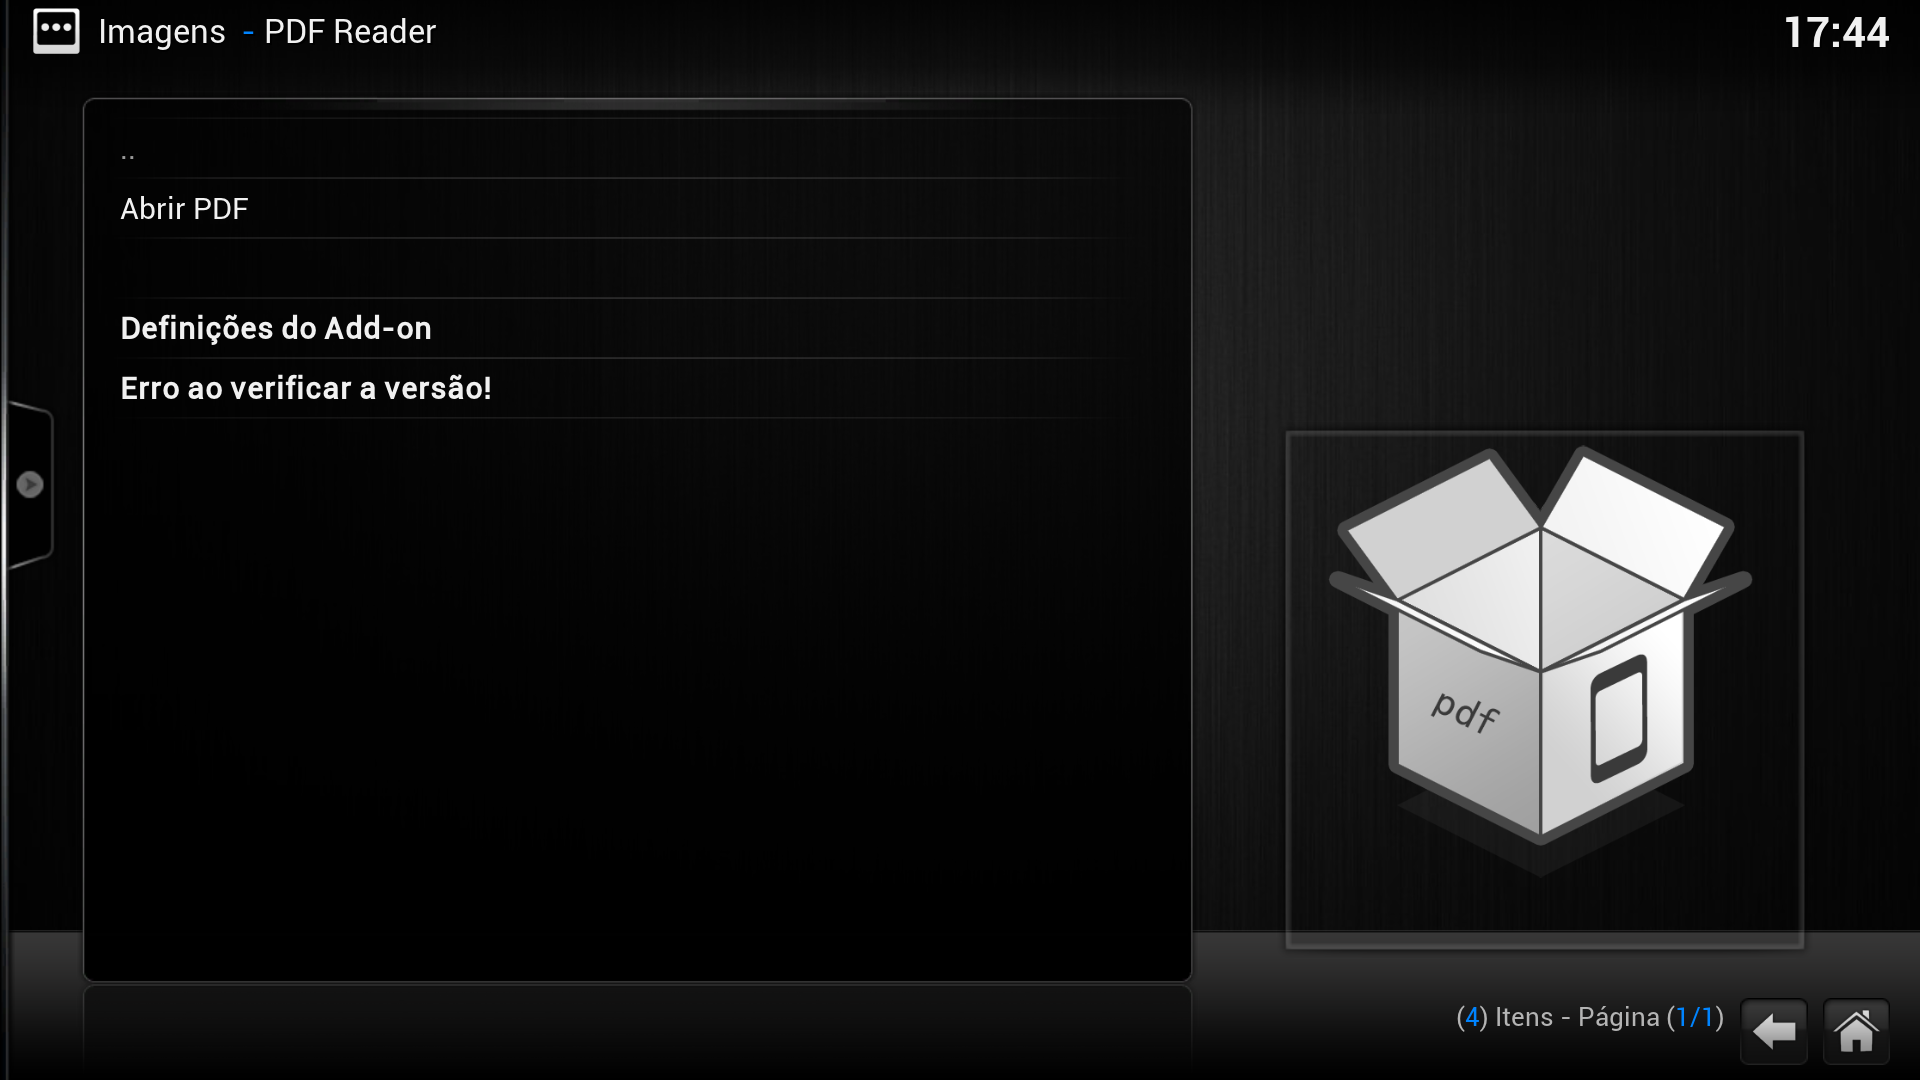 Imagens - PDF Reader
17:44
..
Abrir PDF
Definições do Add-on
Erro ao verificar a versão!
pdf
(4) Itens - Página (1/1)